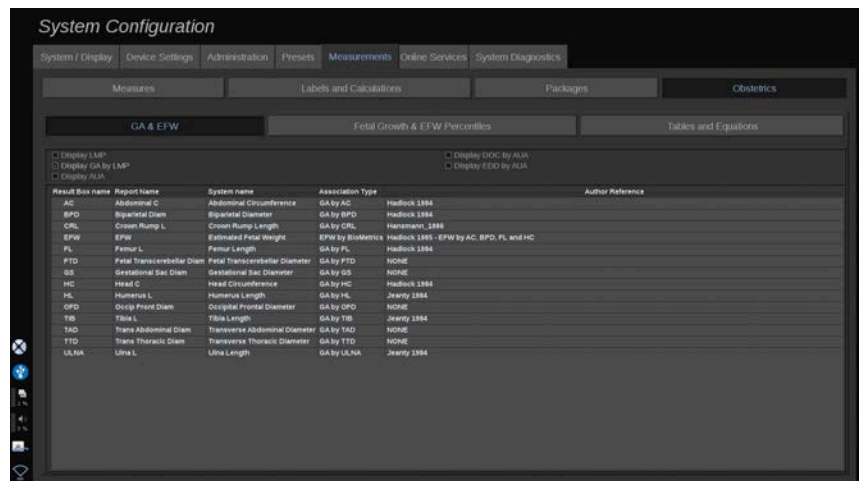 System Configuration
System / Display Device Settings Administration Presets Measurements Online Services System Diagnostics
Measures Labels and Calculations Packages Obstetrics
GA & EFW Fetal Growth & EFW Percentiles Tables and Equations
Display LMP Display DOC by AUA
Display GA by LMP Display EDD by AUA
Display AUA
Result Box name Report Name System name Association Type Author Reference
AC Abdominal C Abdominal Circumference GA by AC Hadlock 1984
BPD Biparietal Diam Biparietal Diameter GA by BPD Hadlock 1984
CRL Crown Rump L Crown Rump Length GA by CRL Hansmann_1986
EFW EFW Estimated Fetal Weight EFW by BioMetrics Hadlock 1985 - EFW by AC, BPD, FL and HC
FL Femur L Femur Length GA by FL Hadlock 1984
FTD Fetal Transcerebellar Diam Fetal Transcerebellar Diameter GA by FTD NONE
GS Gestational Sac Diam Gestational Sac Diameter GA by GS NONE
HC Head C Head Circumference GA by HC Hadlock 1984
HL Humerus L Humerus Length GA by HL Jeanty 1984
OFD Occip Front Diam Occipital Frontal Diameter GA by OFD NONE
TIB Tibia L Tibia Length GA by TIB Jeanty 1984
TAD Trans Abdominal Diam Transverse Abdominal Diameter GA by TAD NONE
TTD Trans Thoracic Diam Transverse Thoracic Diameter GA by TTD NONE
ULNA Ulna L Ulna Length GA by ULNA Jeanty 1984